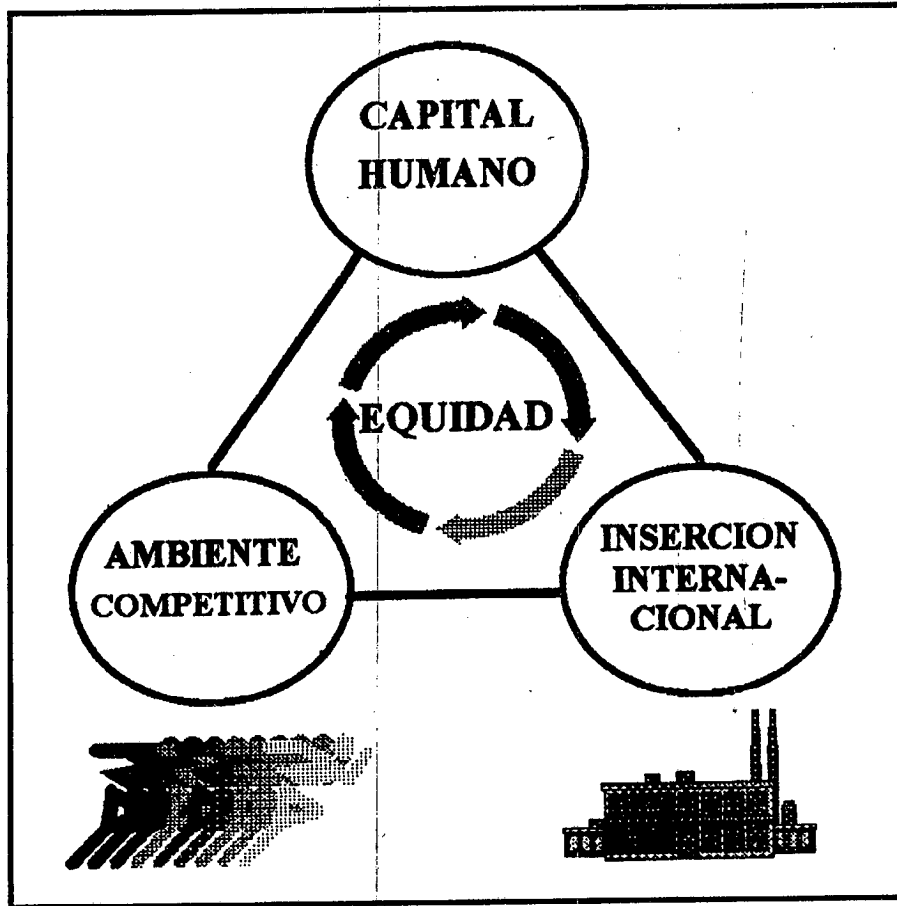 CAPITAL
HUMANO
EQUIDAD
AMBIENTE
COMPETITIVO
INSERCION
INTERNA-
CIONAL